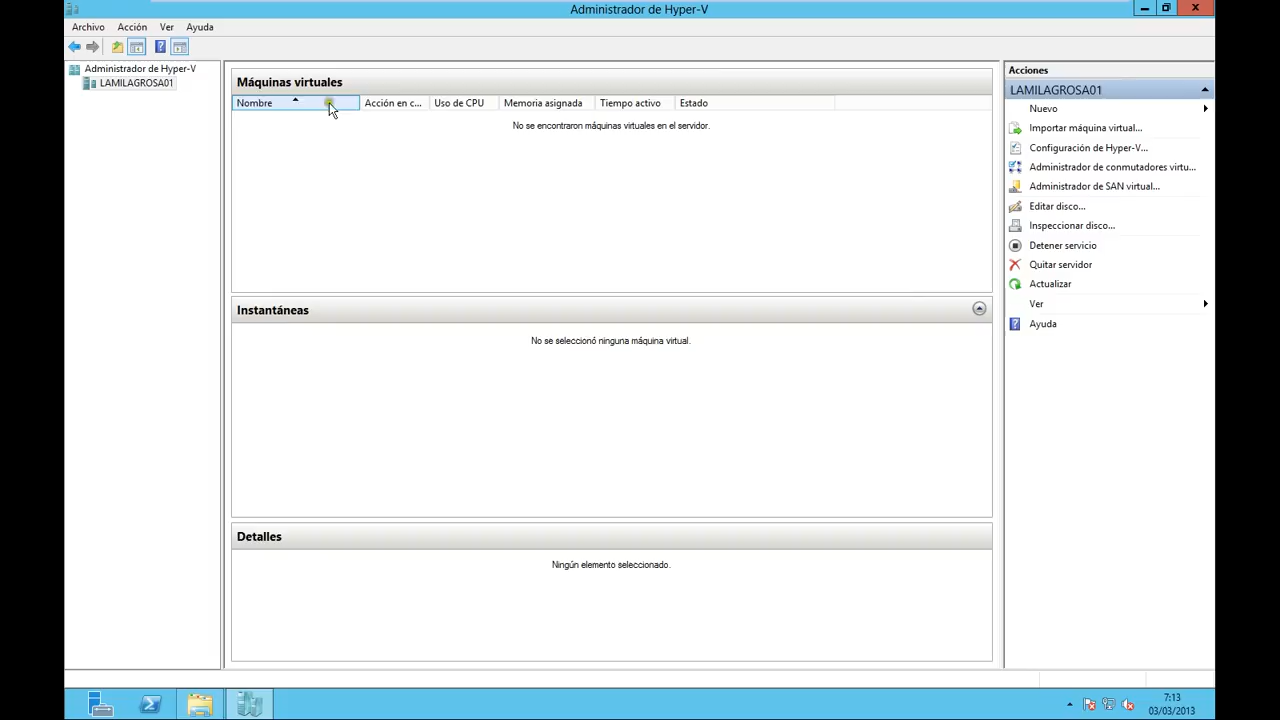 Administrador de Hyper-V
Archivo Acción Ver Ayuda
Administrador de Hyper-V
LAMILAGROSA01
Máquinas virtuales
Nombre Acción en c... Uso de CPU Memoria asignada Tiempo activo Estado
No se encontraron máquinas virtuales en el servidor.
Instantáneas
No se seleccionó ninguna máquina virtual.
Detalles
Ningún elemento seleccionado.
Acciones
LAMILAGROSA01
Nuevo
Importar máquina virtual...
Configuración de Hyper-V...
Administrador de conmutadores virtu...
Administrador de SAN virtual...
Editar disco...
Inspeccionar disco...
Detener servicio
Quitar servidor
Actualizar
Ver
Ayuda
7:13
03/03/2013